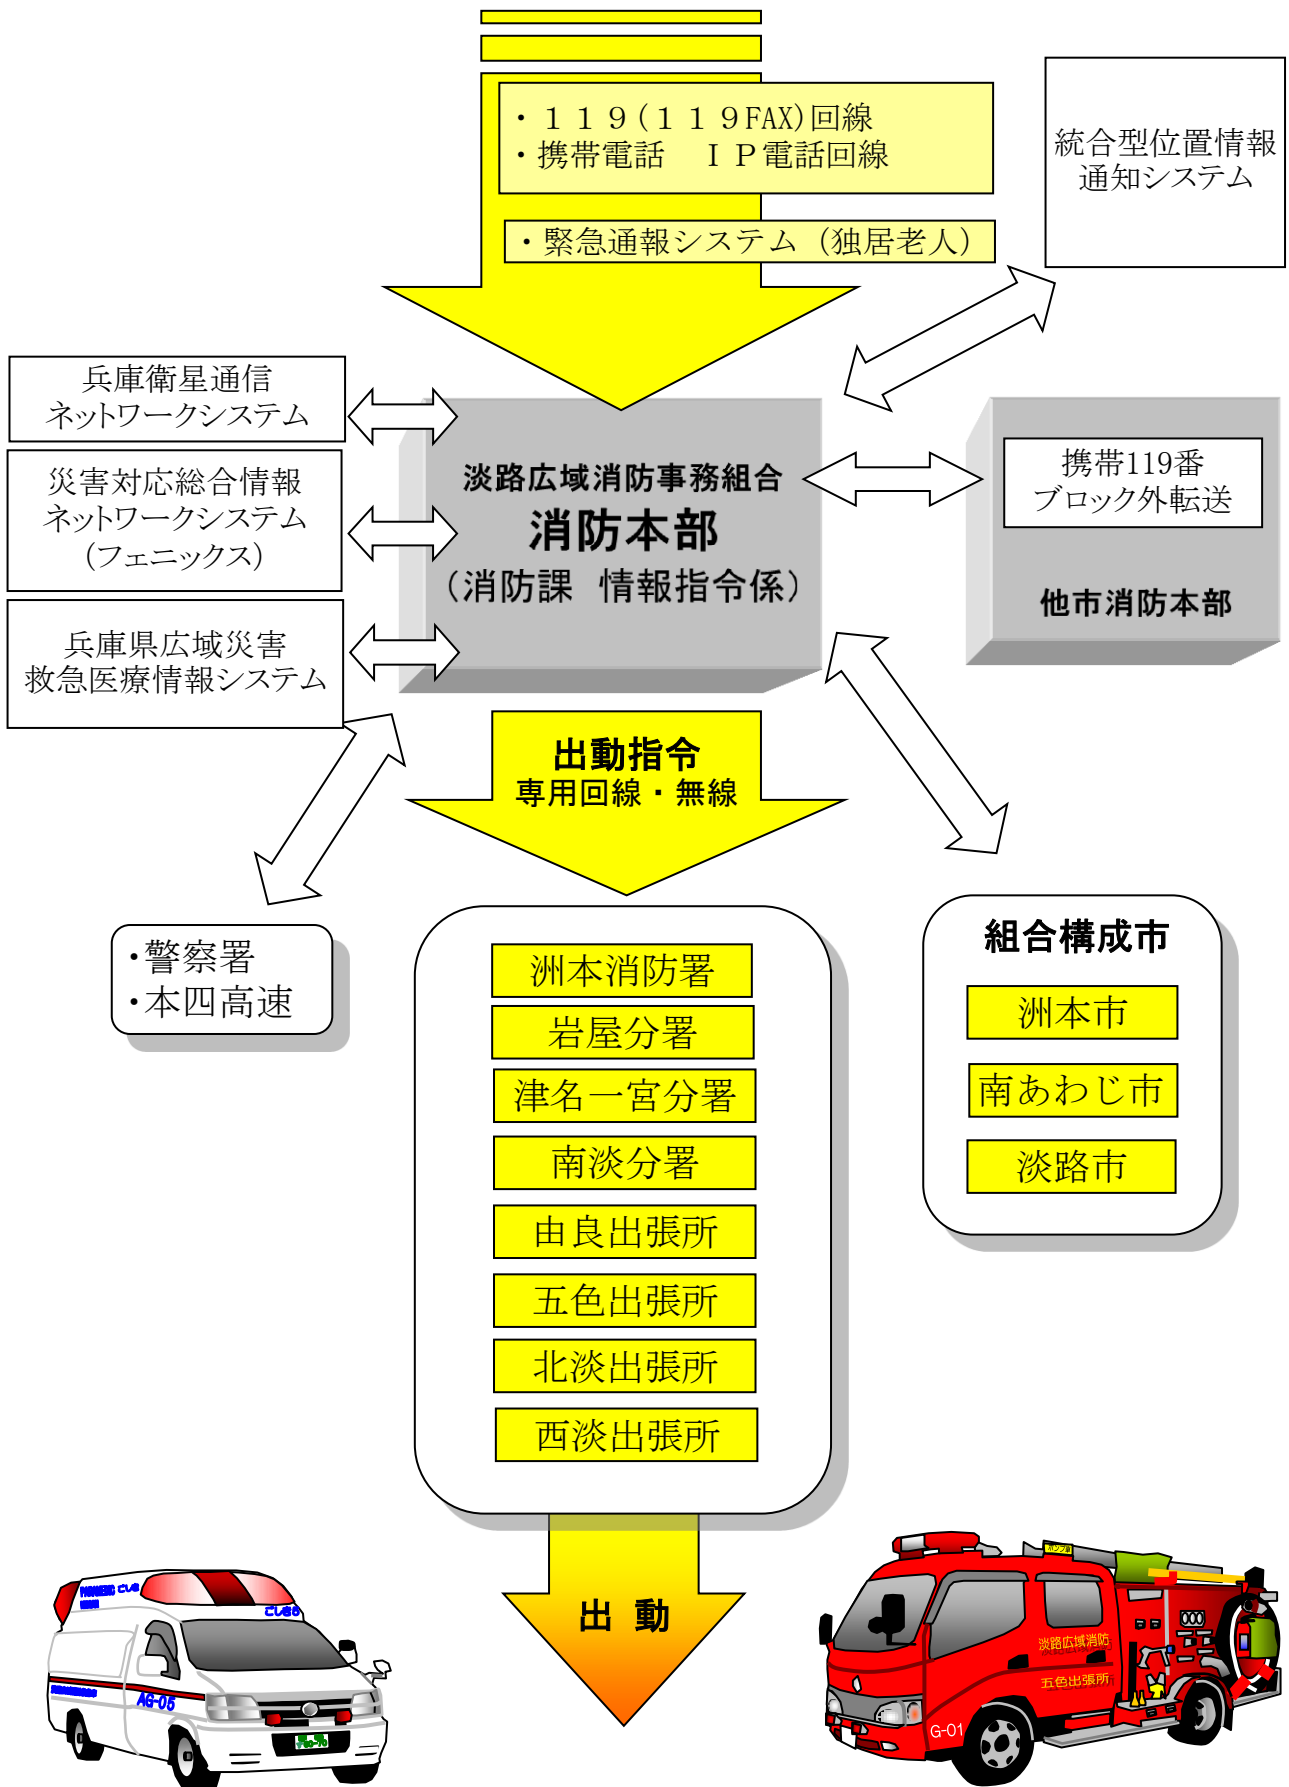 ・１１９(１１９FAX)回線
・携帯電話　ＩＰ電話回線
・緊急通報システム（独居老人）
統合型位置情報
通知システム
兵庫衛星通信
ネットワークシステム
災害対応総合情報
ネットワークシステム
（フェニックス）
兵庫県広域災害
救急医療情報システム
淡路広域消防事務組合
消防本部
（消防課　情報指令係）
携帯119番
ブロック外転送
他市消防本部
出動指令
専用回線・無線
・警察署
・本四高速
洲本消防署
岩屋分署
津名一宮分署
南淡分署
由良出張所
五色出張所
北淡出張所
西淡出張所
組合構成市
洲本市
南あわじ市
淡路市
出　動
ごしき
ごしき５
AG-05
ポンプ車
淡路広域消防
五色出張所
G-01